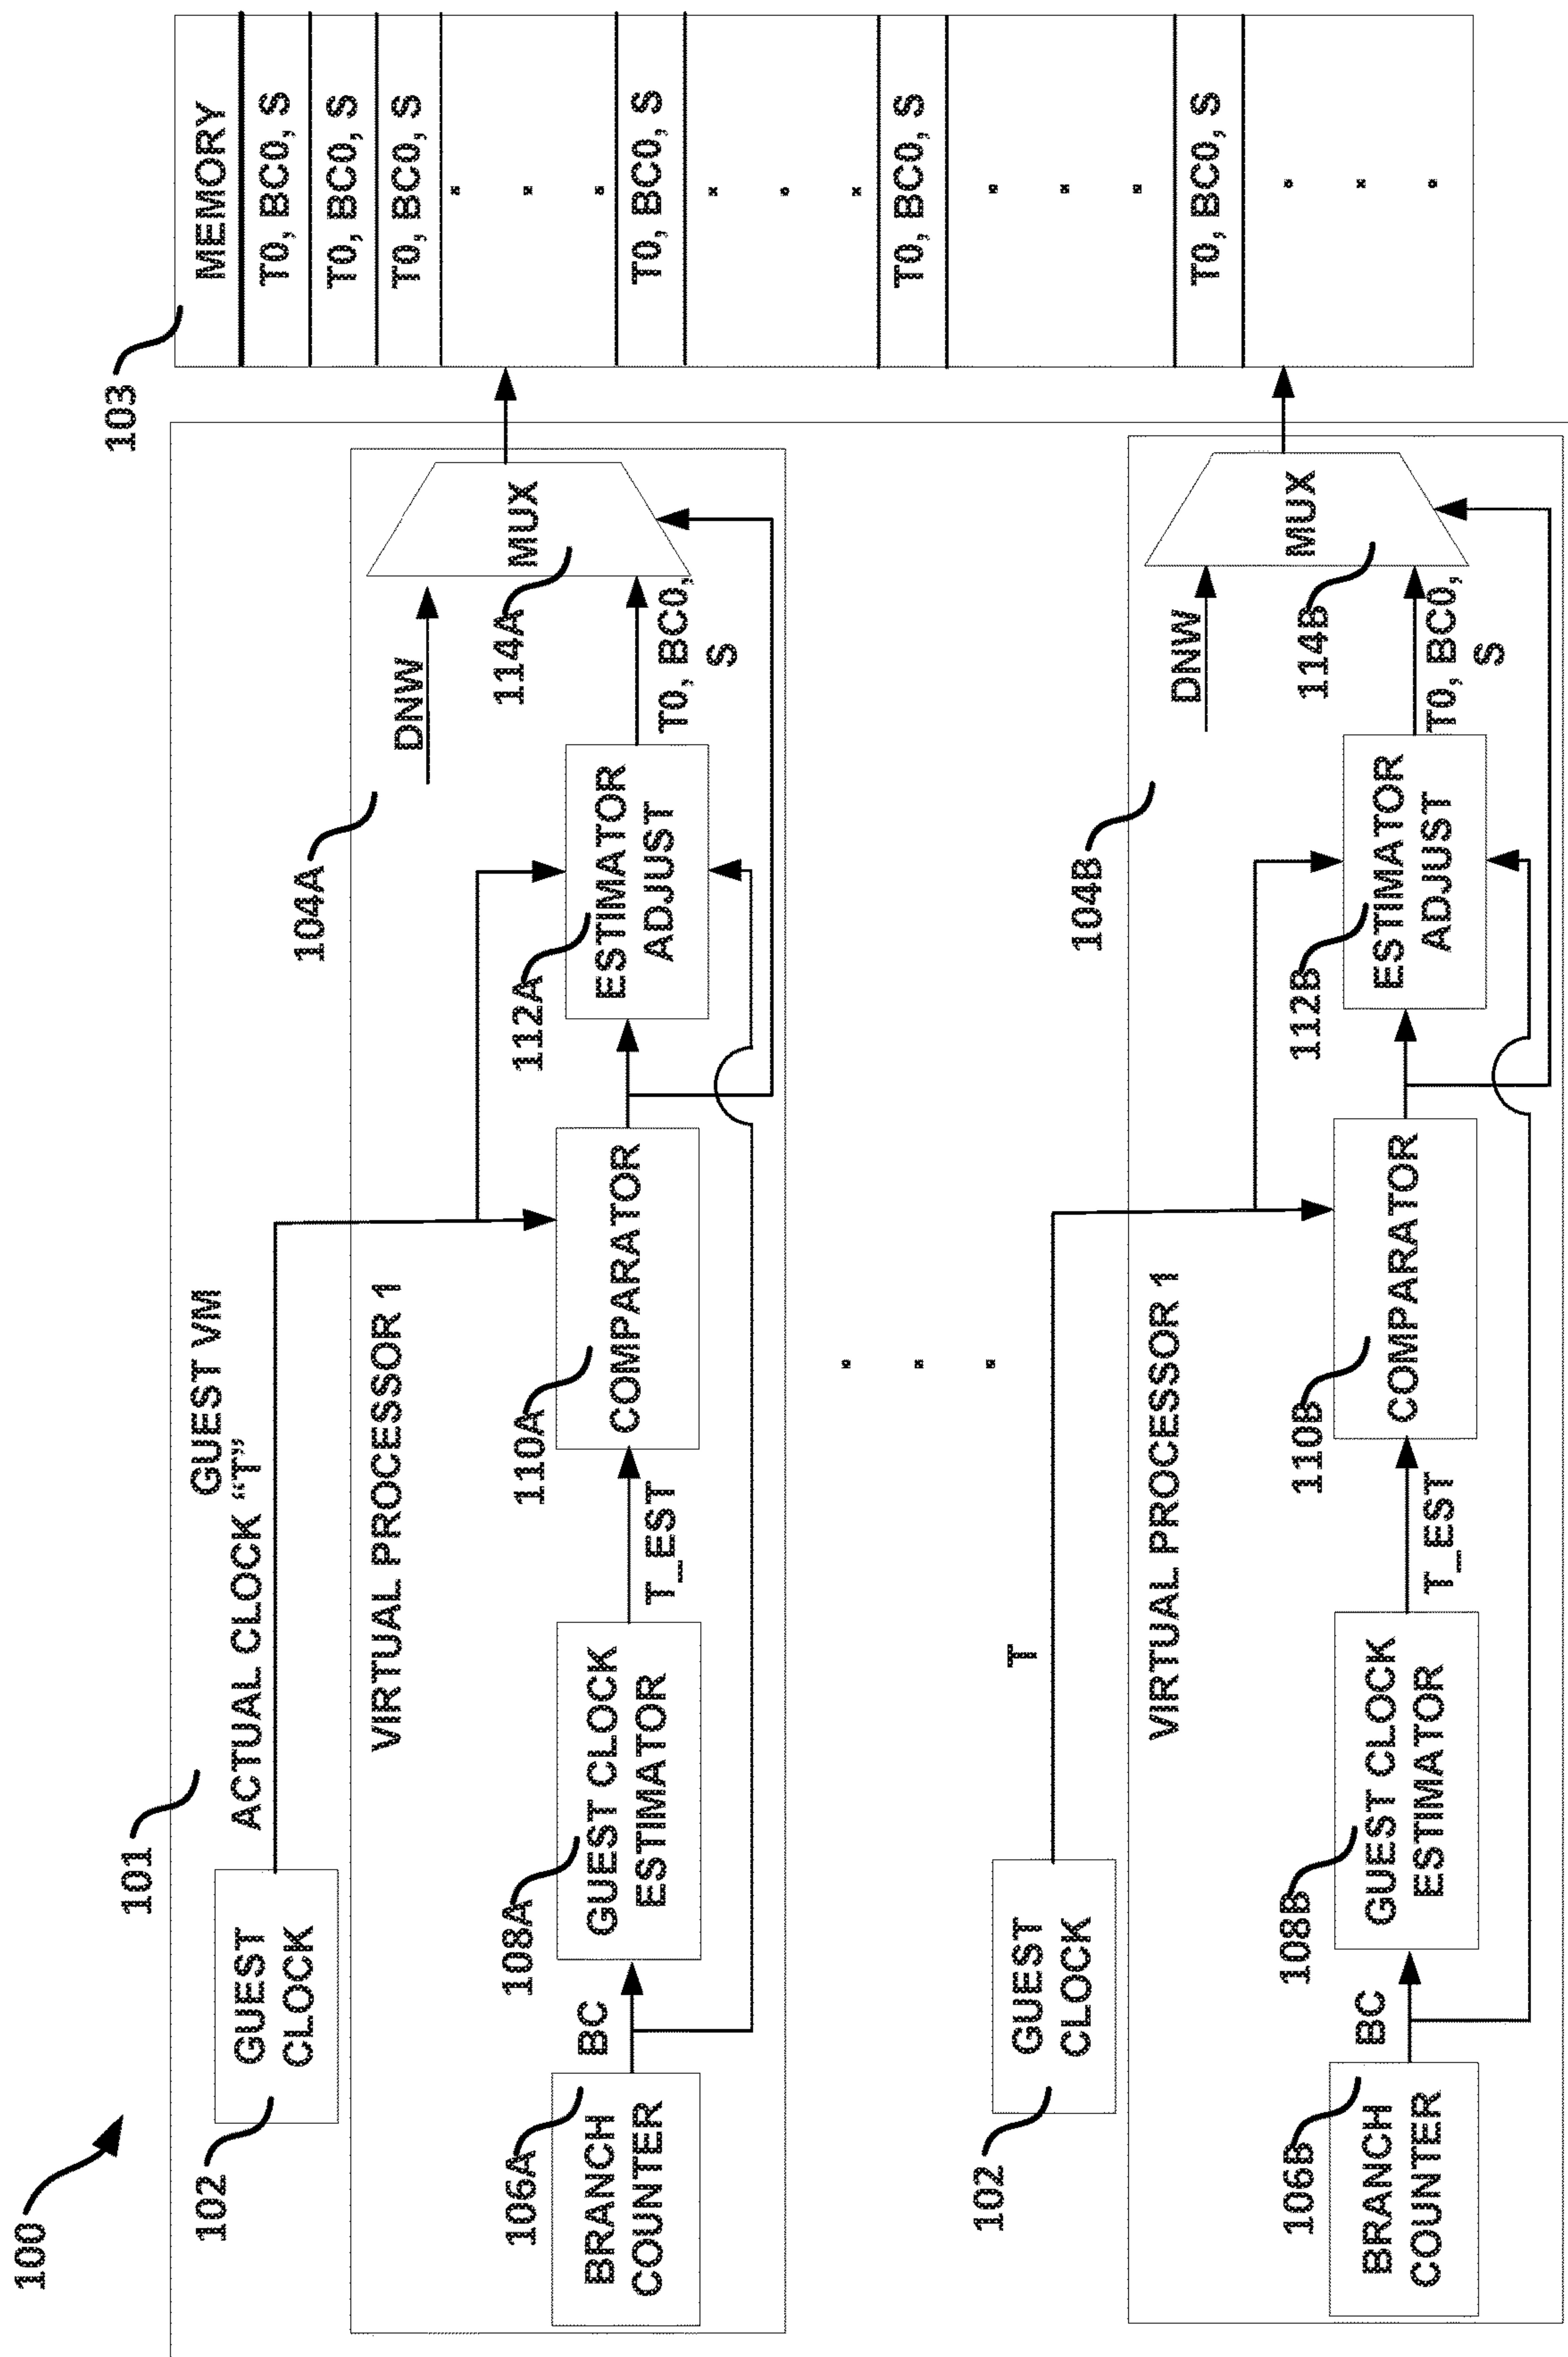 100
101
GUEST VM
103
MEMORY
T0, BC0, S
T0, BC0, S
T0, BC0, S
T0, BC0, S
T0, BC0, S
T0, BC0, S
102
GUEST
CLOCK
ACTUAL CLOCK “T”
104A
VIRTUAL PROCESSOR 1
106A
BRANCH
COUNTER
BC
108A
GUEST CLOCK
ESTIMATOR
T_EST
110A
COMPARATOR
112A
ESTIMATOR
ADJUST
DNW
T0, BC0,
S
114A
MUX
102
GUEST
CLOCK
T
104B
VIRTUAL PROCESSOR 1
106B
BRANCH
COUNTER
BC
108B
GUEST CLOCK
ESTIMATOR
T_EST
110B
COMPARATOR
112B
ESTIMATOR
ADJUST
DNW
T0, BC0,
S
114B
MUX